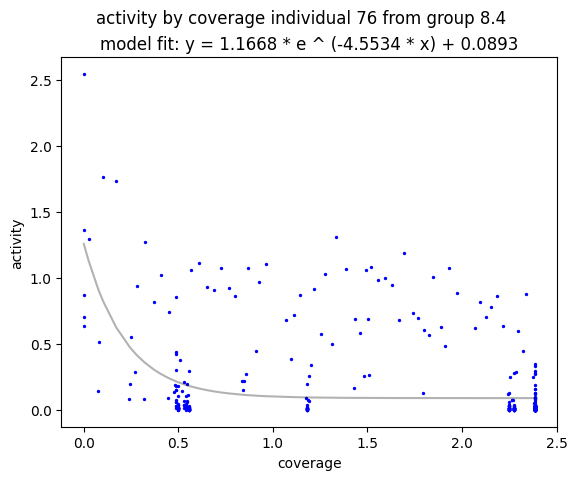 activity by coverage individual 76 from group 8.4
model fit: y = 1.1668 * e ^ (-4.5534 * x) + 0.0893
2.5
2.0
1.5
1.0
0.5
0.0
activity
0.0 0.5 1.0 1.5 2.0 2.5
coverage